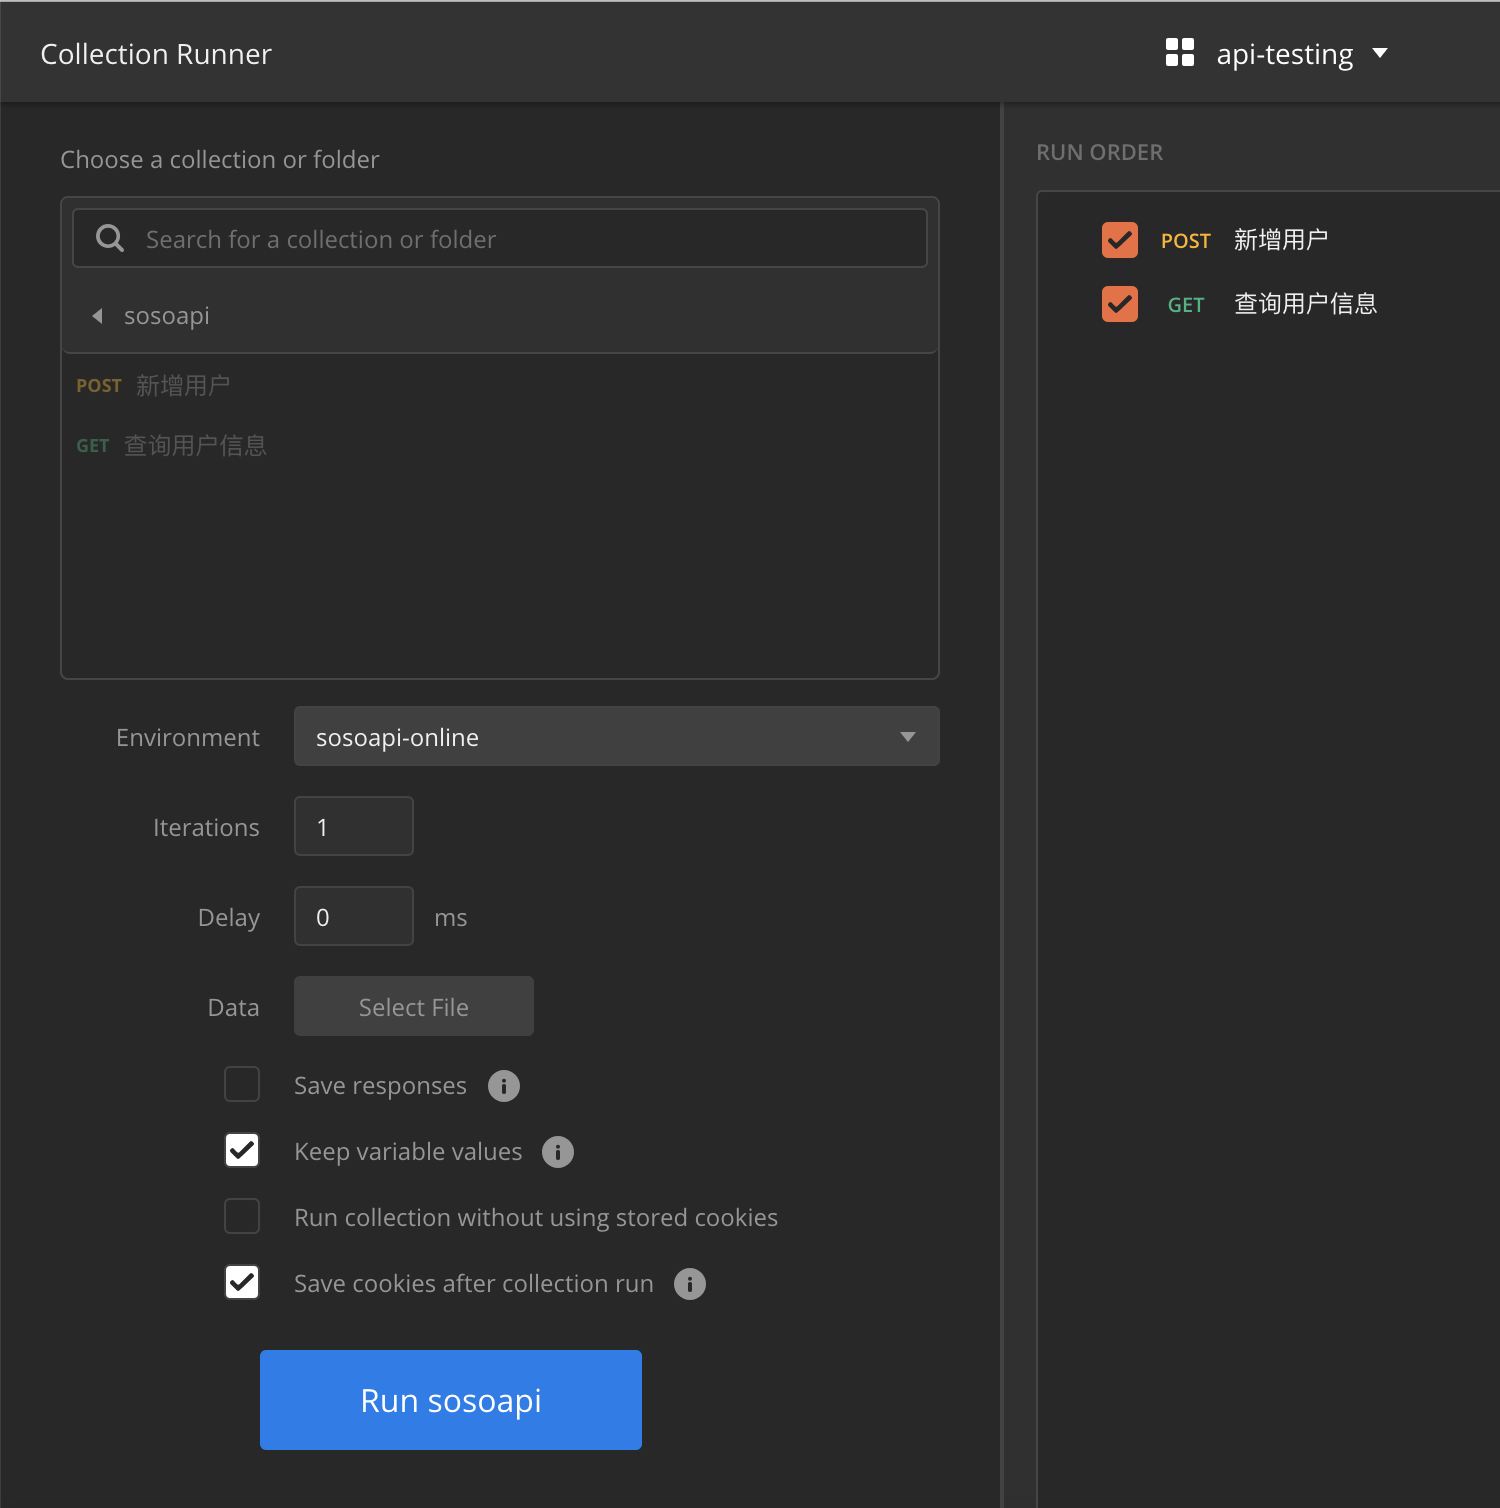 Collection Runner
api-testing
Choose a collection or folder
Search for a collection or folder
sosoapi
POST 新增用户
GET 查询用户信息
Environment sosoapi-online
Iterations 1
Delay 0 ms
Data Select File
Save responses
Keep variable values
Run collection without using stored cookies
Save cookies after collection run
Run sosoapi
RUN ORDER
POST 新增用户
GET 查询用户信息